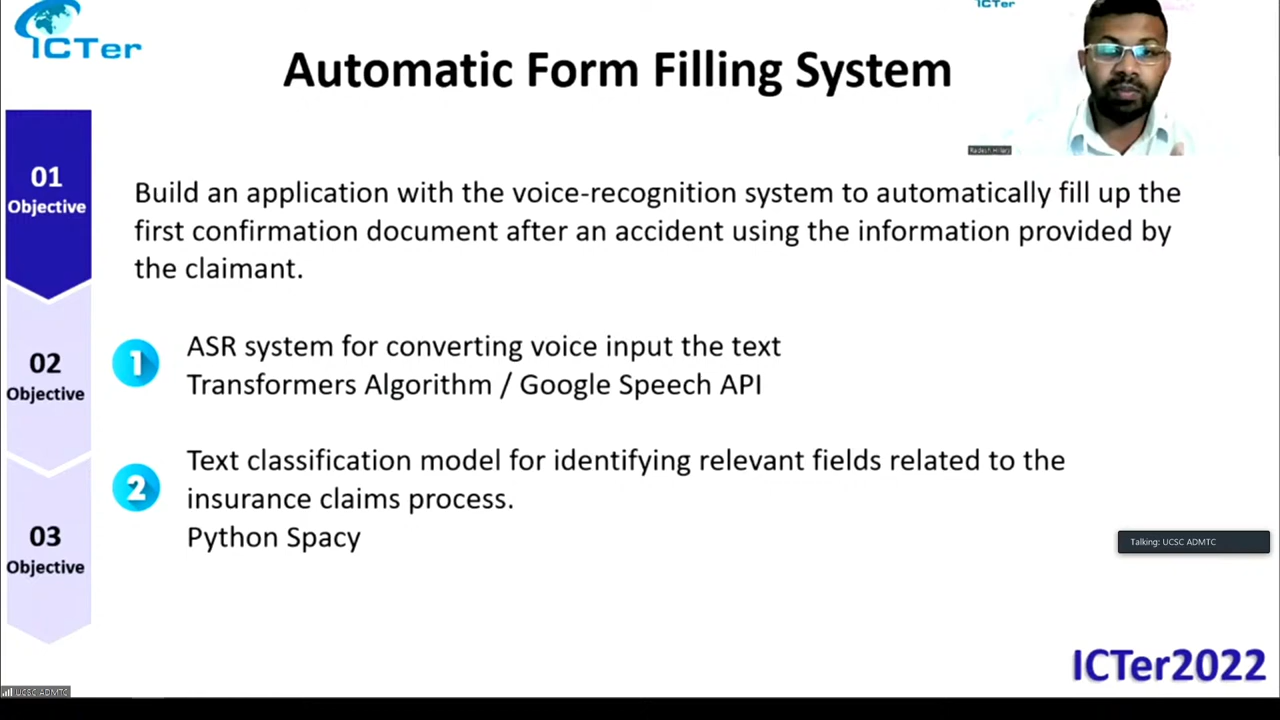 ICTer
ICTer
Automatic Form Filling System
01
Objective
Build an application with the voice-recognition system to automatically fill up the
first confirmation document after an accident using the information provided by
the claimant.
02
Objective
1
ASR system for converting voice input the text
Transformers Algorithm / Google Speech API
2
Text classification model for identifying relevant fields related to the
insurance claims process.
Python Spacy
03
Objective
Talking: UCSC ADMTC
ICTer2022
UCSC ADMTC